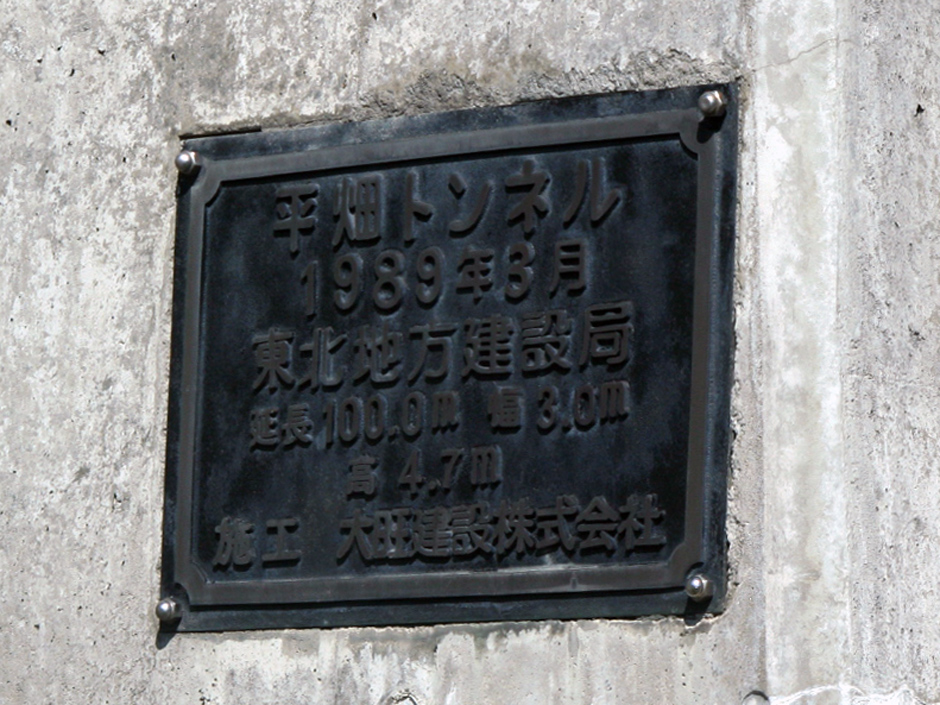 平畑トンネル
1989年3月
東北地方建設局
延長100.0m 幅 3.0m
高 4.7m
施工 大旺建設株式会社